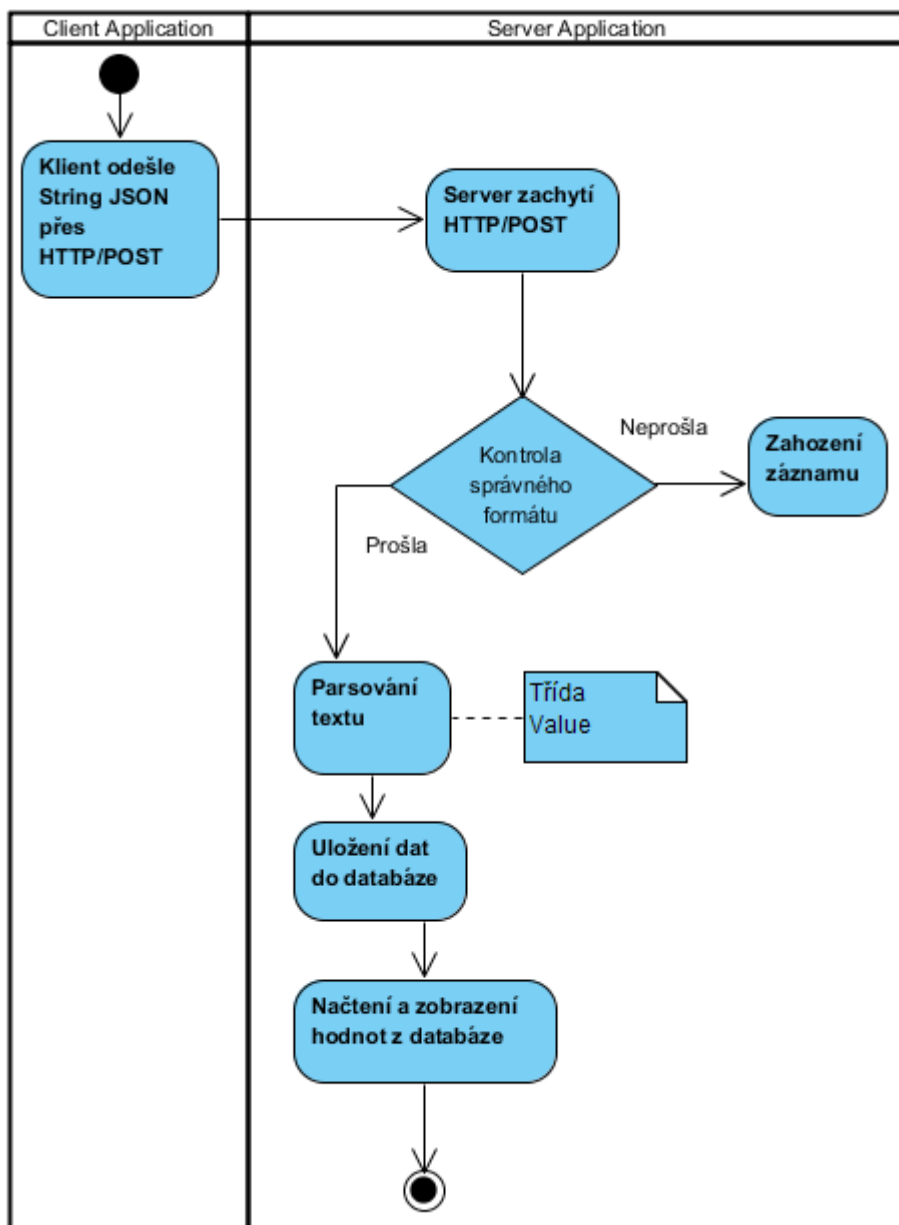 Client Application
Server Application
Klient odešle
String JSON
přes
HTTP/POST
Server zachytí
HTTP/POST
Kontrola
správného
formátu
Neprošla
Zahození
záznamu
Prošla
Parsování
textu
Třída
Value
Uložení dat
do databáze
Načtení a zobrazení
hodnot z databáze